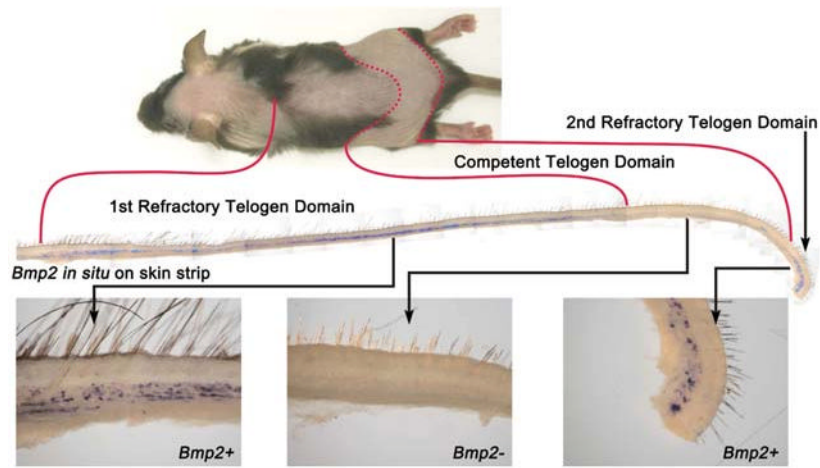 2nd Refractory Telogen Domain
Competent Telogen Domain
1st Refractory Telogen Domain
Bmp2 in situ on skin strip
Bmp2+
Bmp2-
Bmp2+